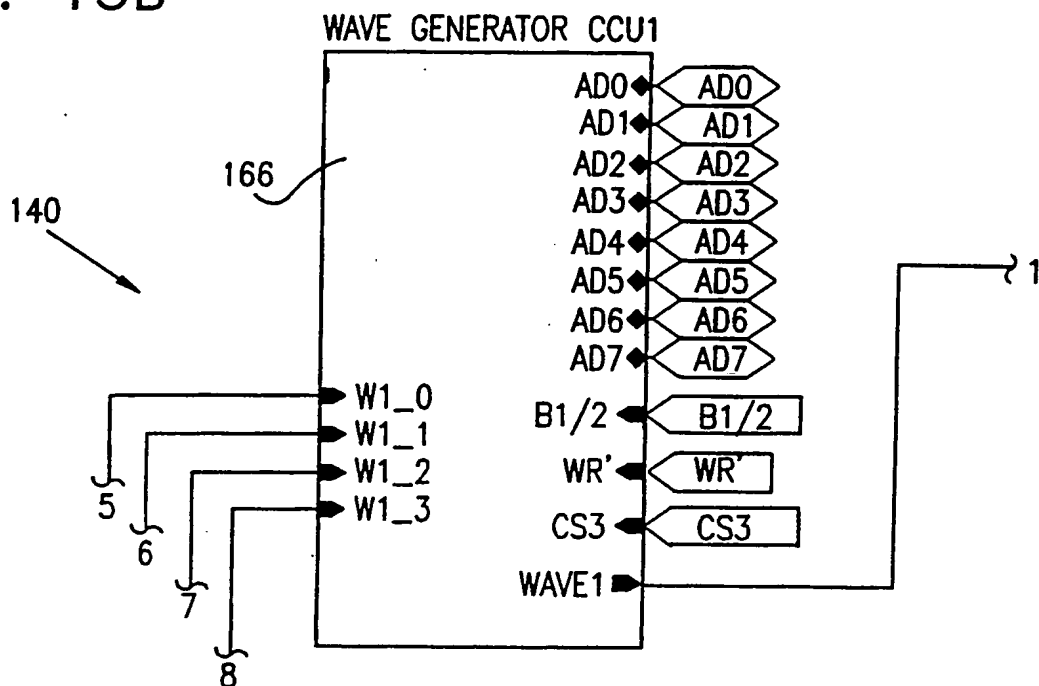 WAVE GENERATOR CCU1
AD0 AD0
AD1 AD1
AD2 AD2
166
AD3 AD3
140
AD4 AD4
1
AD5 AD5
AD6 AD6
AD7 AD7
W1_0
B1/2 B1/2
W1_1
W1_2
WR' WR'
5
W1_3
CS3 CS3
6
WAVE1
7
8